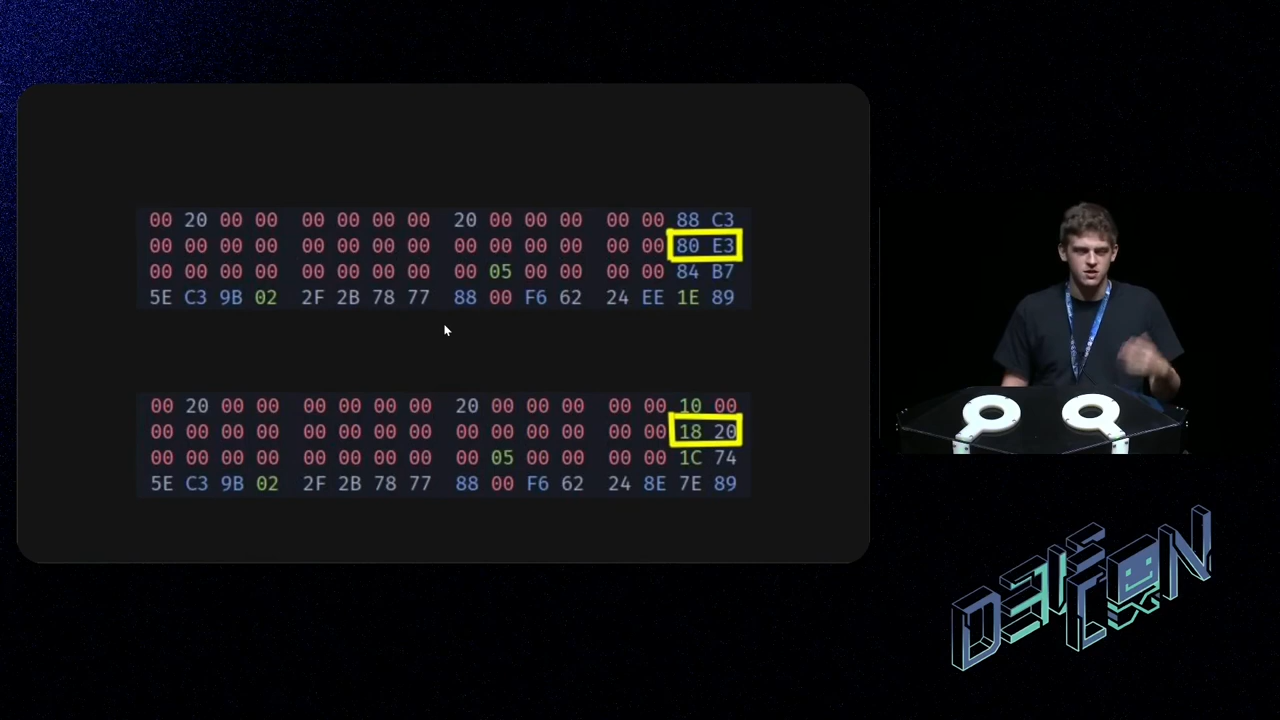 00 20 00 00 00 00 00 00 20 00 00 00 00 00 88 C3
00 00 00 00 00 00 00 00 00 00 00 00 00 00 80 E3
00 00 00 00 00 00 00 00 00 05 00 00 00 00 84 B7
5E C3 9B 02 2F 2B 78 77 88 00 F6 62 24 EE 1E 89
00 20 00 00 00 00 00 00 20 00 00 00 00 00 10 00
00 00 00 00 00 00 00 00 00 00 00 00 00 00 18 20
00 00 00 00 00 00 00 00 00 05 00 00 00 00 1C 74
5E C3 9B 02 2F 2B 78 77 88 00 F6 62 24 8E 7E 89
DEF
CON